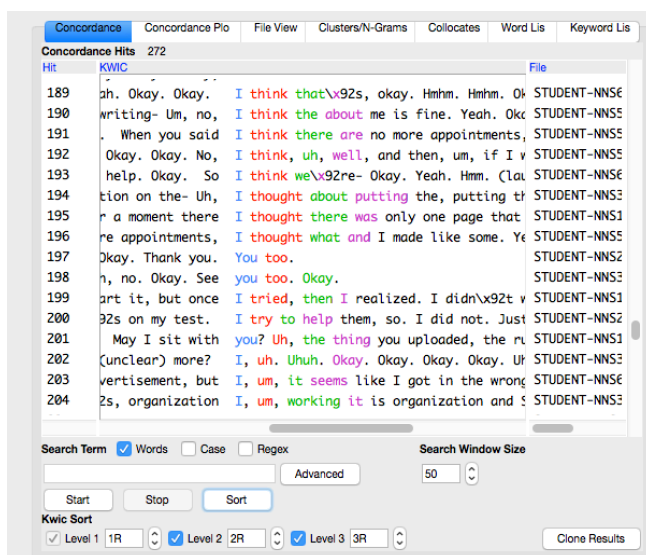 Concordance Concordance Plo File View Clusters/N-Grams Collocates Word Lis Keyword Lis
Concordance Hits 272
Hit KWIC File
189 ah. Okay. Okay. I think that\x92s, okay. Hmhm. Hmhm. Ok STUDENT-NNS6
190 writing- Um, no, I think the about me is fine. Yeah. Oka STUDENT-NNS5
191 . When you said I think there are no more appointments, STUDENT-NNS5
192 Okay. Okay. No, I think, uh, well, and then, um, if I w STUDENT-NNS5
193 help. Okay. So I think we\x92re- Okay. Yeah. Hmm. (lau STUDENT-NNS6
194 tion on the- Uh, I thought about putting the, putting th STUDENT-NNS3
195 r a moment there I thought there was only one page that STUDENT-NNS1
196 re appointments, I thought what and I made like some. Ye STUDENT-NNS5
197 Okay. Thank you. You too. STUDENT-NNS2
198 h, no. Okay. See you too. Okay. STUDENT-NNS3
199 art it, but once I tried, then I realized. I didn\x92t w STUDENT-NNS1
200 92s on my test. I try to help them, so. I did not. Just STUDENT-NNS2
201 May I sit with you? Uh, the thing you uploaded, the ru STUDENT-NNS1
202 (unclear) more? I, uh. Uhuh. Okay. Okay. Okay. Okay. Uh STUDENT-NNS3
203 vertisement, but I, um, it seems like I got in the wrong STUDENT-NNS6
204 2s, organization I, um, working it is organization and S STUDENT-NNS3
Search Term Words Case Regex Search Window Size
Advanced 50
Start Stop Sort
Kwic Sort
Level 1 1R Level 2 2R Level 3 3R Clone Results